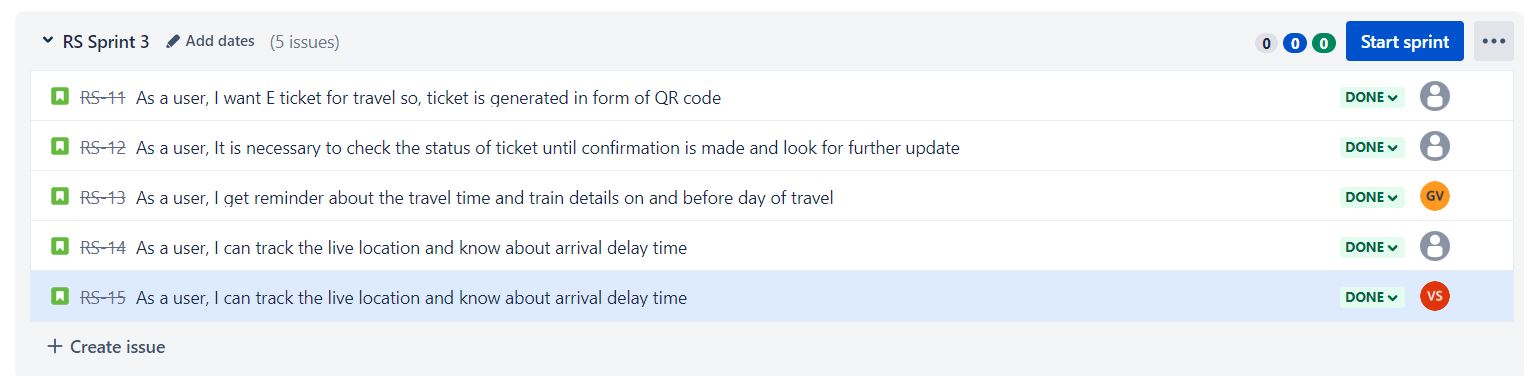 RS Sprint 3 Add dates (5 issues) 0 0 0 Start sprint
RS-11 As a user, I want E ticket for travel so, ticket is generated in form of QR code DONE
RS-12 As a user, It is necessary to check the status of ticket until confirmation is made and look for further update DONE
RS-13 As a user, I get reminder about the travel time and train details on and before day of travel DONE GV
RS-14 As a user, I can track the live location and know about arrival delay time DONE
RS-15 As a user, I can track the live location and know about arrival delay time DONE VS
+ Create issue